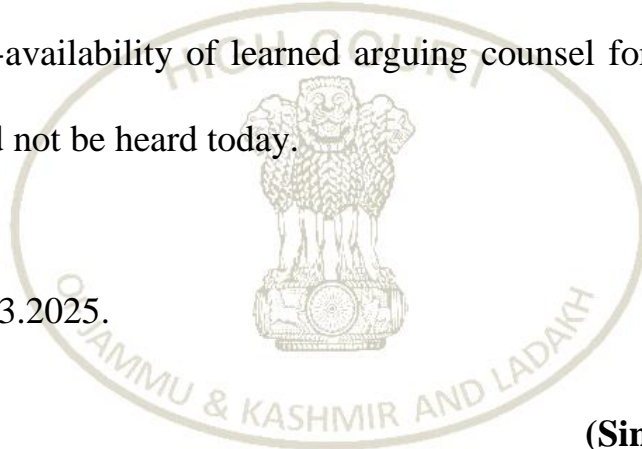 -availability of learned arguing counsel for
HIGH COURT
not be heard today.
3.2025.
O JAMMU & KASHMIR AND LADAKH
(Sin